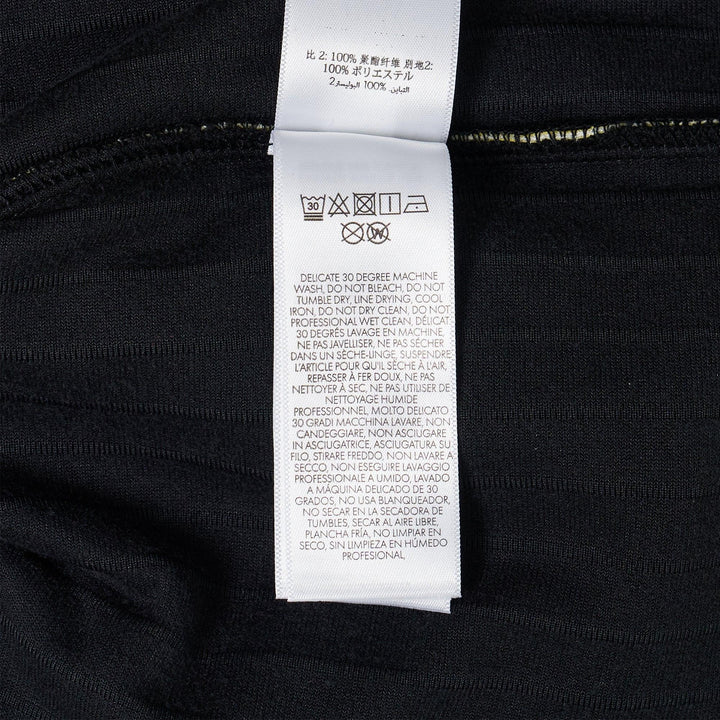 比 2: 100% 聚酯纤维 別地2:
100% ポリエステル
التباين 100% البوليستر2
30
W
DELICATE 30 DEGREE MACHINE
WASH, DO NOT BLEACH, DO NOT
TUMBLE DRY, LINE DRYING, COOL
IRON, DO NOT DRY CLEAN, DO NOT
PROFESSIONAL WET CLEAN, DÉLICAT
30 DEGRÉS LAVAGE EN MACHINE,
NE PAS JAVELLISER, NE PAS SÉCHER
DANS UN SÈCHE-LINGE, SUSPENDRE
L'ARTICLE POUR QU'IL SÈCHE À L'AIR,
REPASSER À FER DOUX, NE PAS
NETTOYER À SEC, NE PAS UTILISER DE
NETTOYAGE HUMIDE
PROFESSIONNEL MOLTO DELICATO
30 GRADI MACCHINA LAVARE, NON
CANDEGGIARE, NON ASCIUGARE
IN ASCIUGATRICE, ASCIUGATURA SU
FILO, STIRARE FREDDO, NON LAVARE A
SECCO, NON ESEGUIRE LAVAGGIO
PROFESSIONALE A UMIDO, LAVADO
A MÁQUINA DELICADO DE 30
GRADOS, NO USA BLANQUEADOR,
NO SECAR EN LA SECADORA DE
TUMBLES, SECAR AL AIRE LIBRE,
PLANCHA FRÍA, NO LIMPIAR EN
SECO, SIN LIMPIEZA EN HÚMEDO
PROFESIONAL,